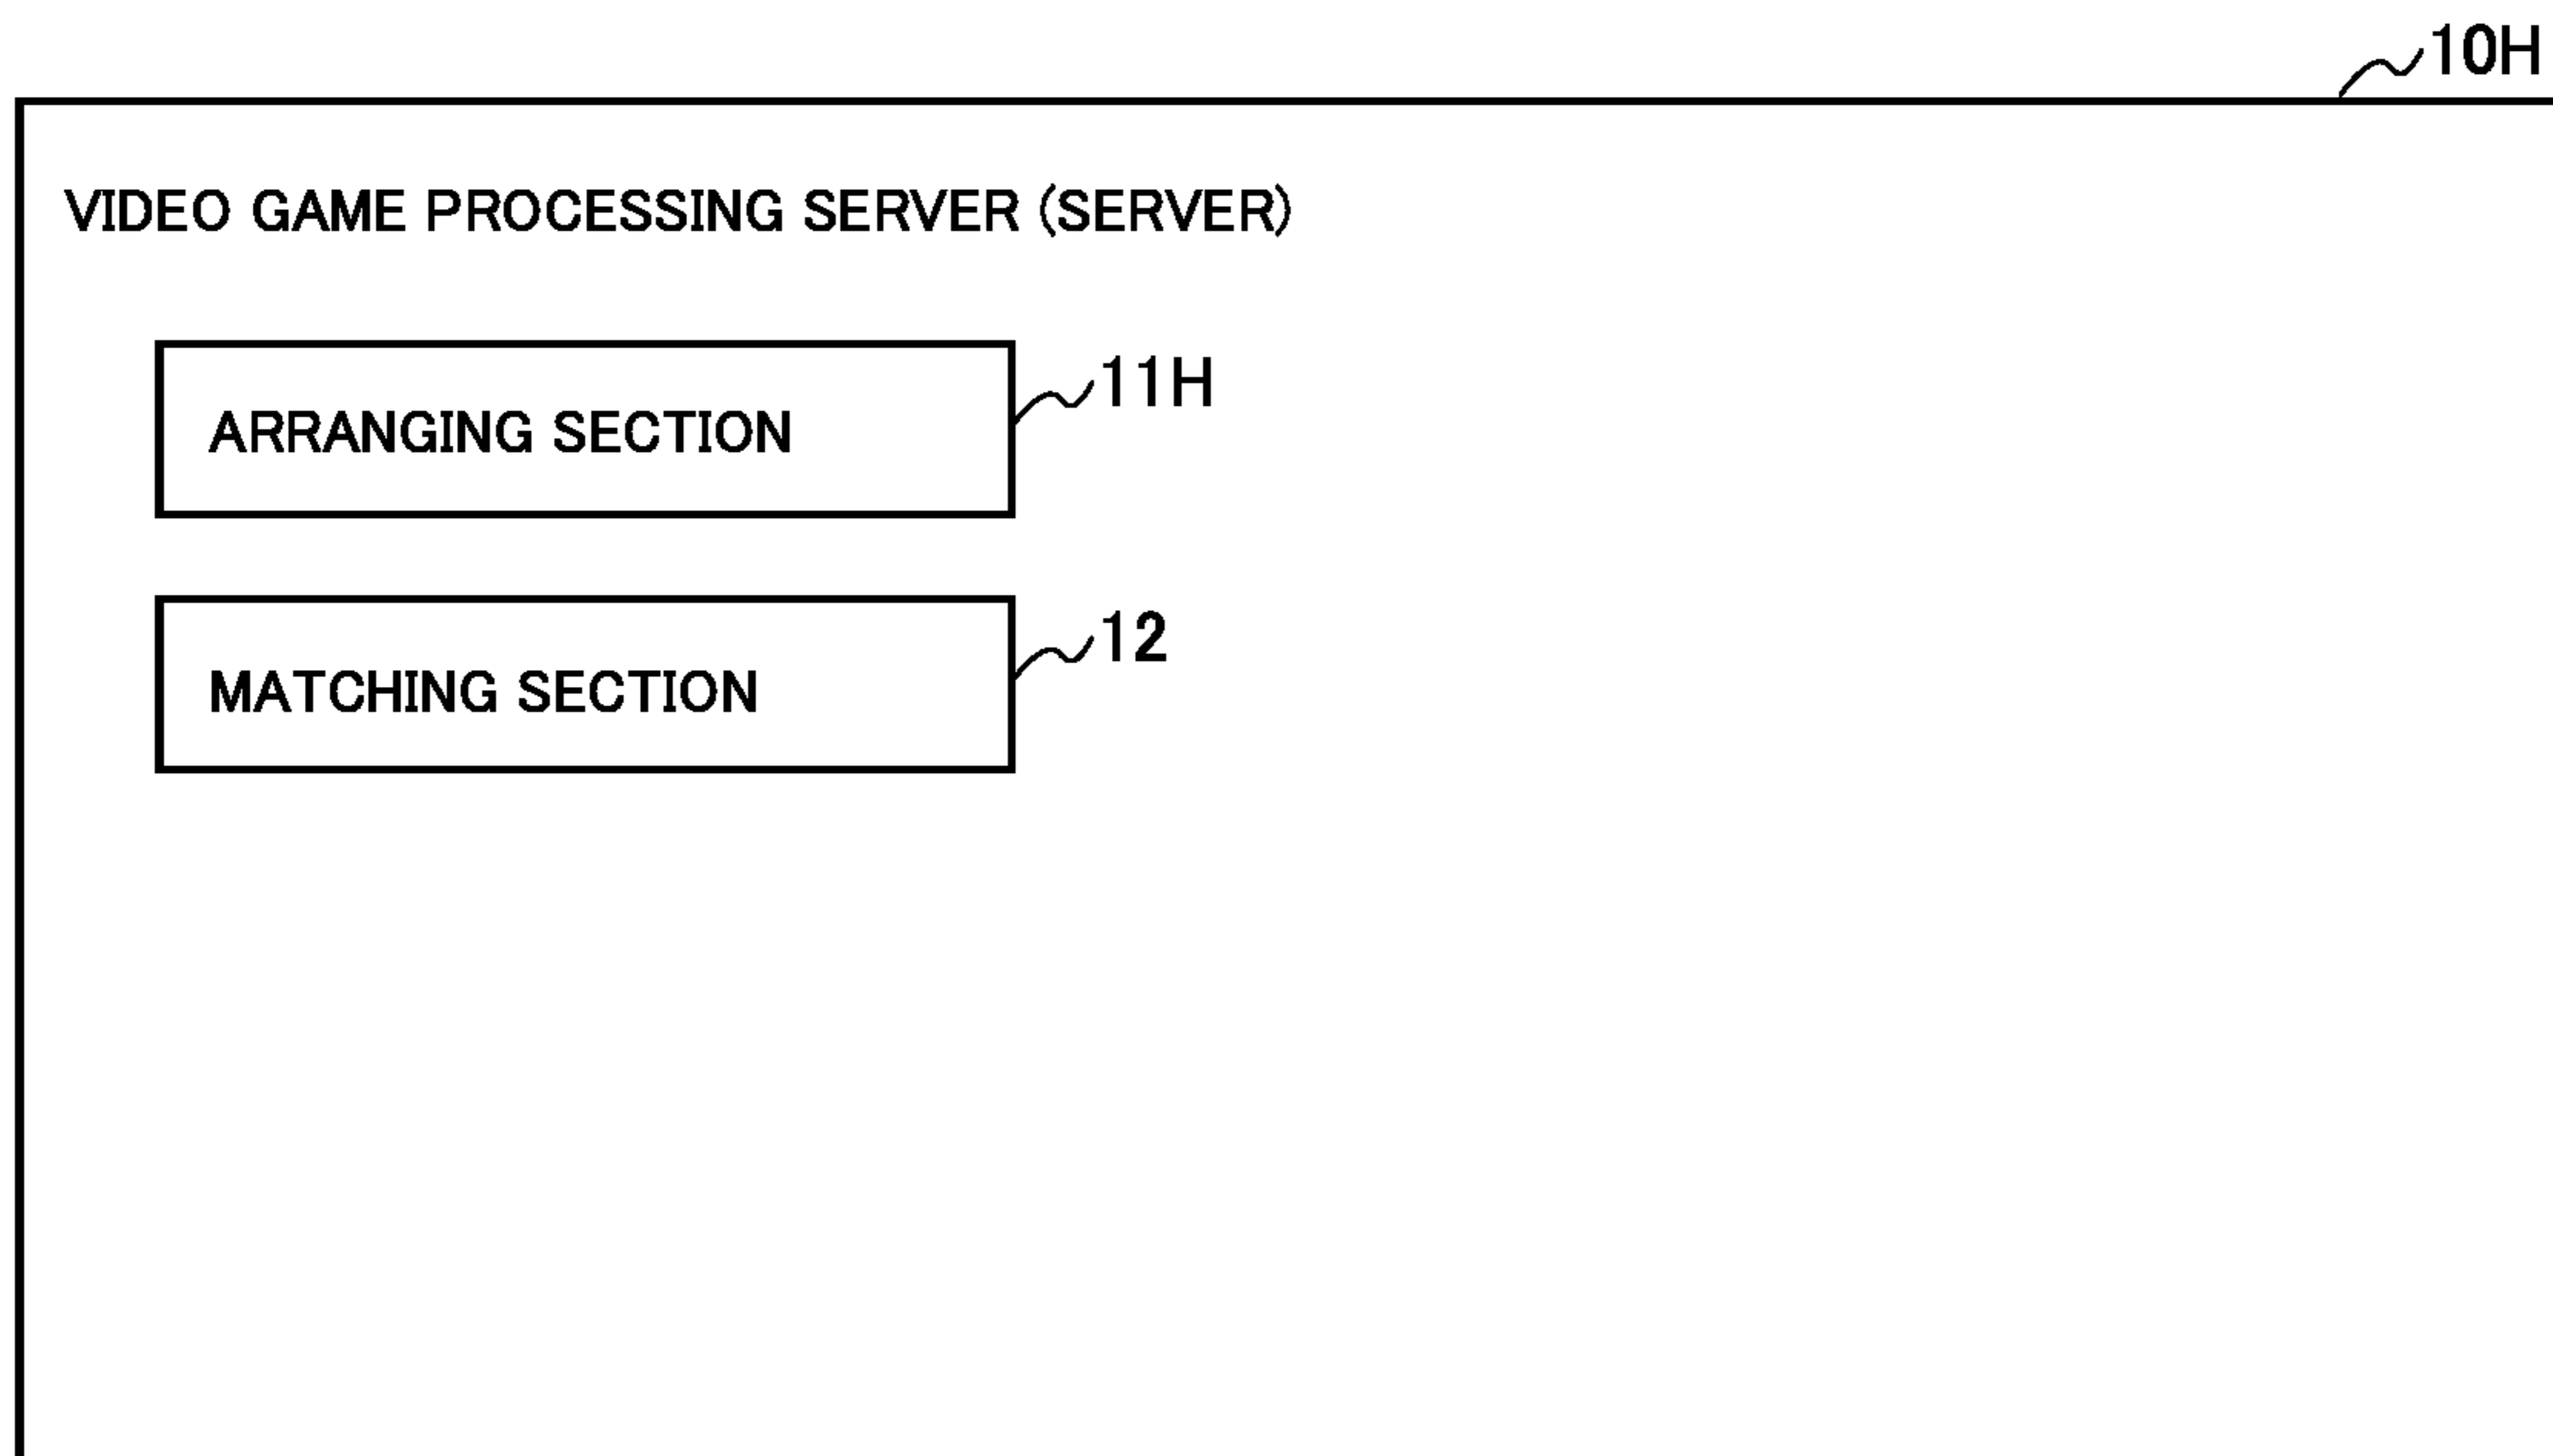 10H
VIDEO GAME PROCESSING SERVER (SERVER)
ARRANGING SECTION
11H
MATCHING SECTION
12